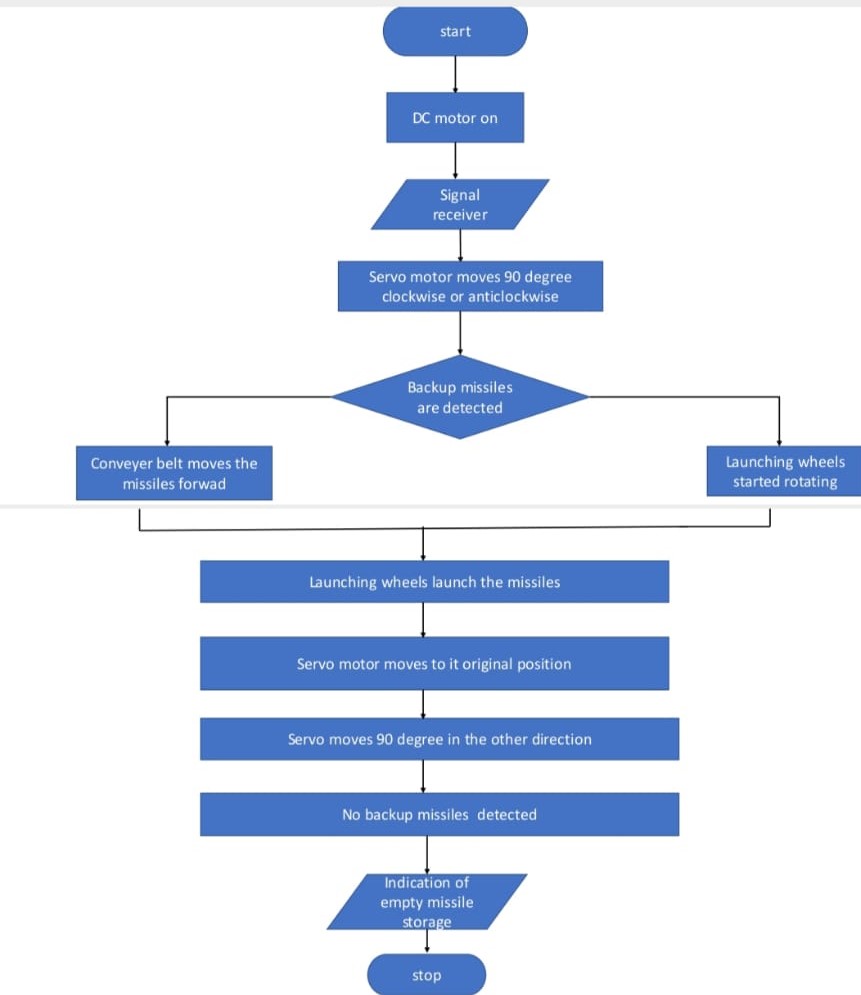 start
DC motor on
Signal
receiver
Servo motor moves 90 degree
clockwise or anticlockwise
Backup missiles
are detected
Conveyer belt moves the
missiles forwad
Launching wheels
started rotating
Launching wheels launch the missiles
Servo motor moves to it original position
Servo moves 90 degree in the other direction
No backup missiles detected
Indication of
empty missile
storage
stop